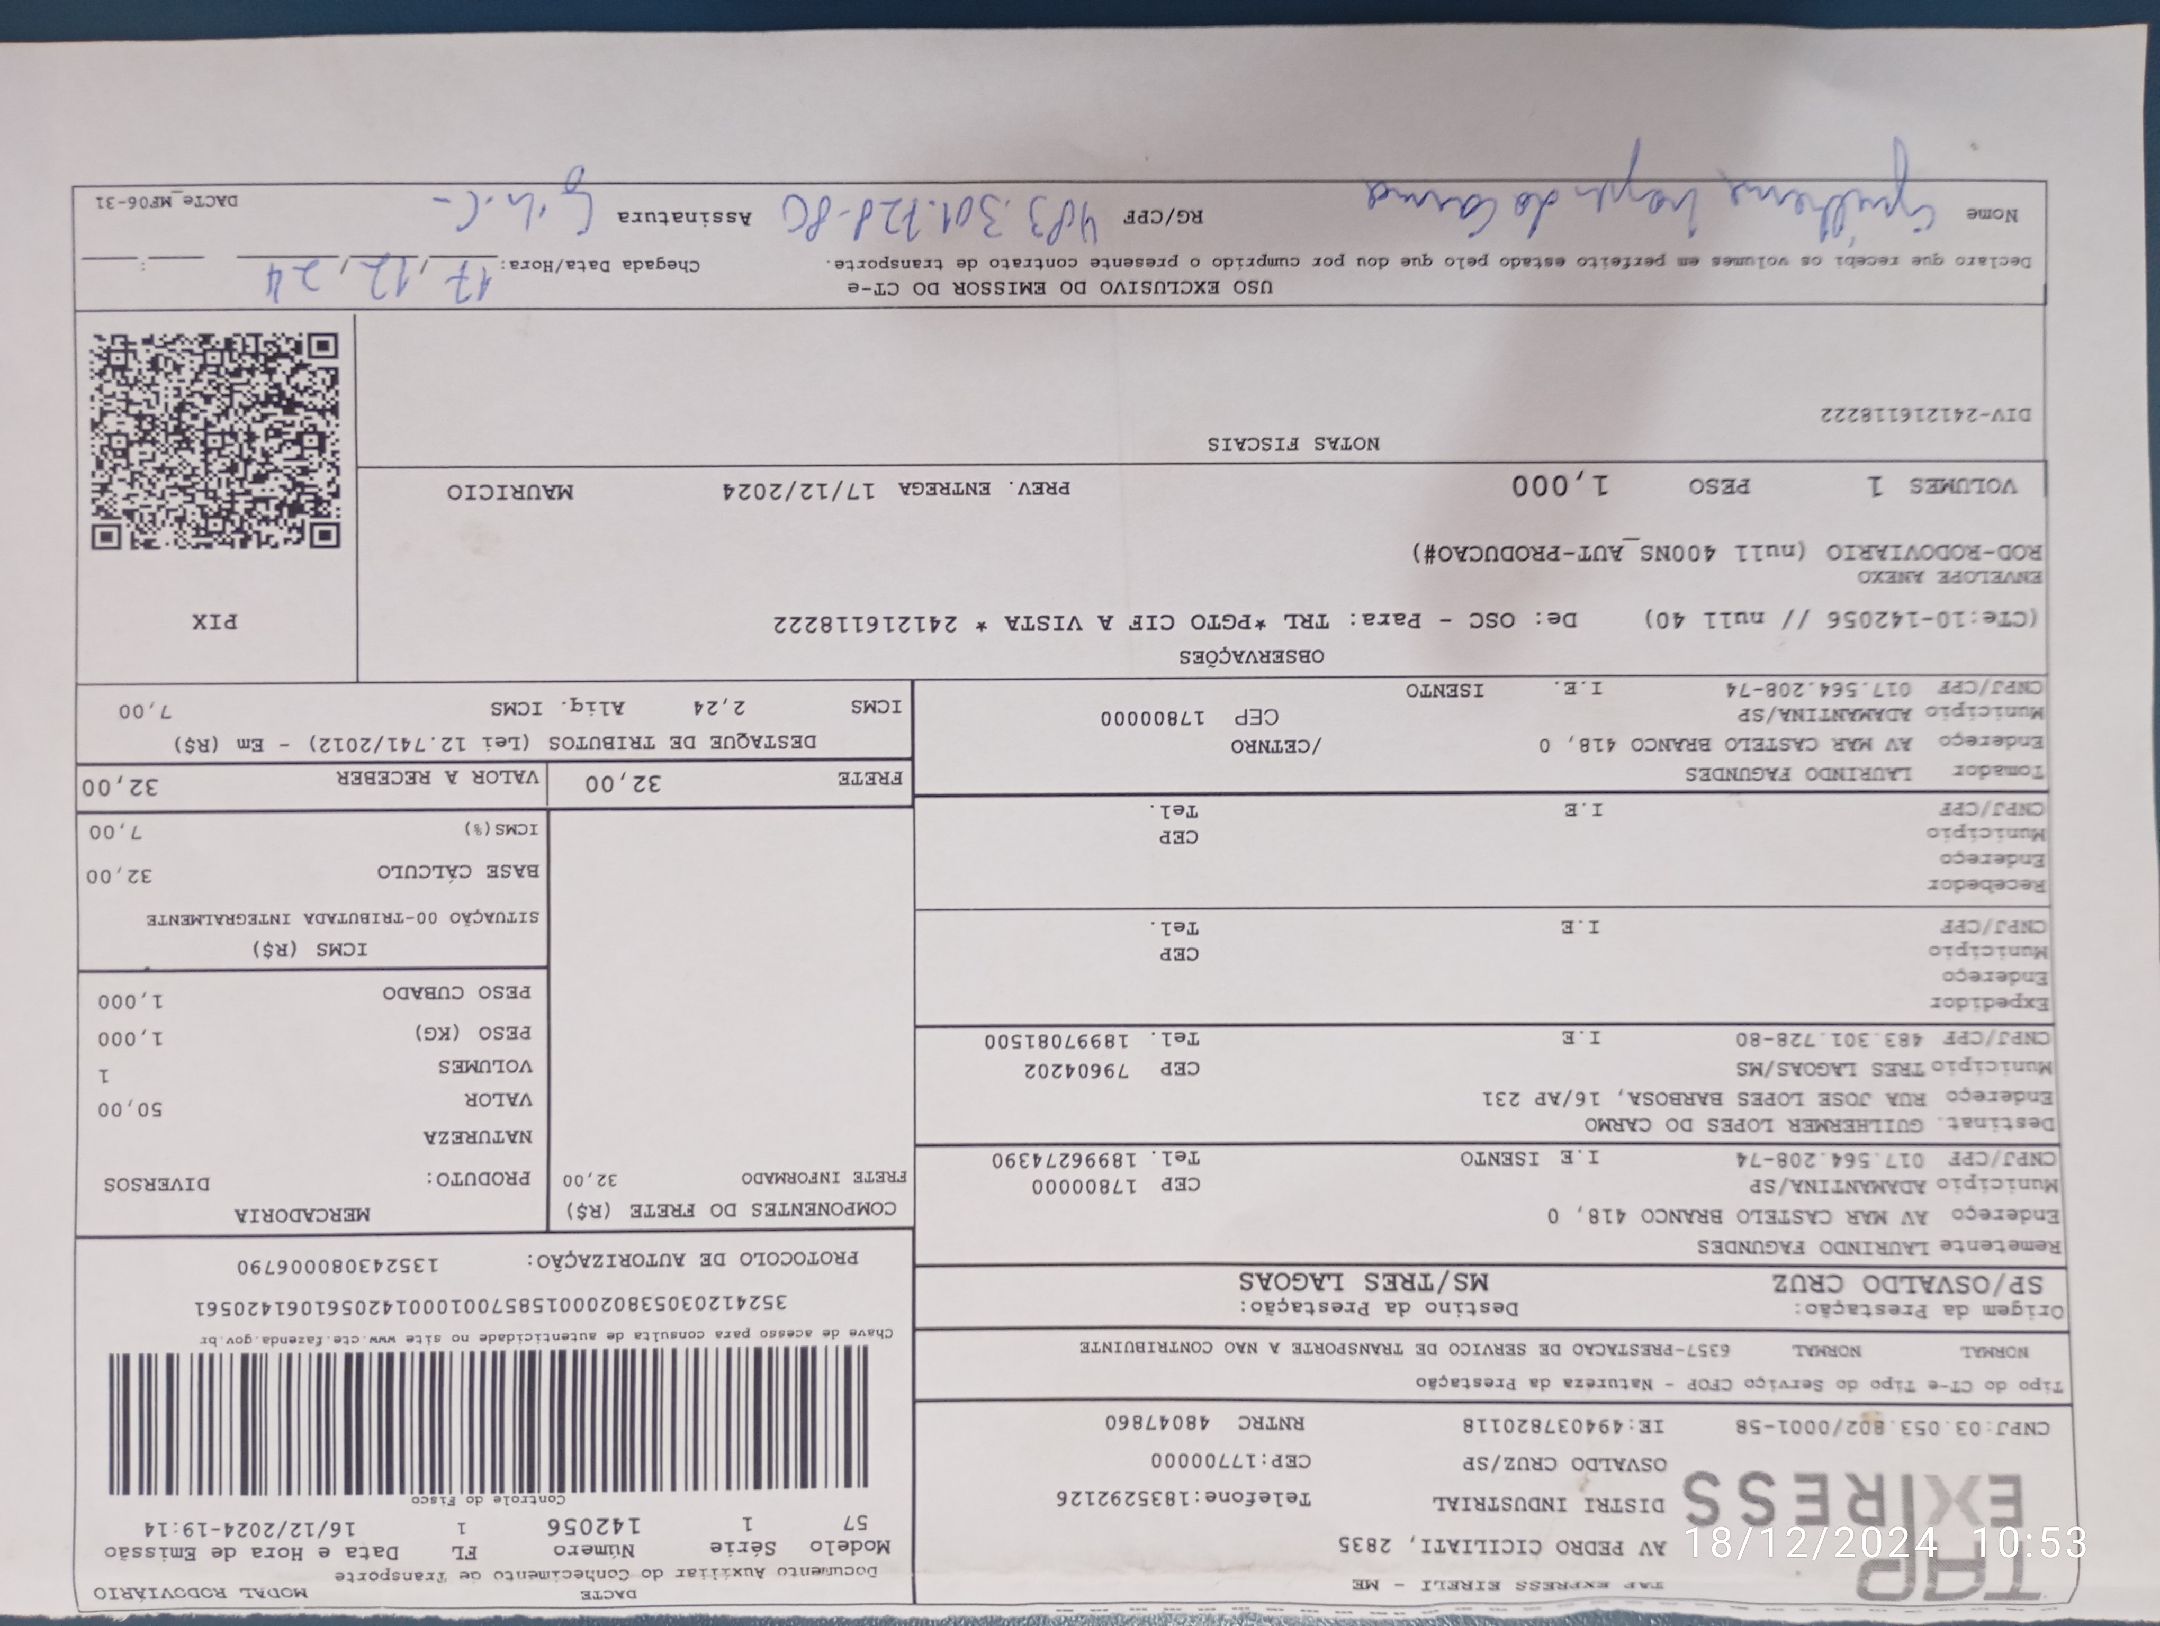 TAP
EXPRESS
TAP EXPRESS EIRELI - ME
AV PEDRO CICILIATI, 2835
DISTRI INDUSTRIAL Telefone:1835292126
OSVALDO CRUZ/SP CEP:17700000
CNPJ:03.053.802/0001-58 IE:494037820118 RNTRC 48047860
DACTE MODAL RODOVIÁRIO
Documento Auxiliar do Conhecimento de Transporte
Modelo Série Número FL Data e Hora de Emissão
57 1 142056 1 16/12/2024-19:14
Controle do Fisco
Chave de acesso para consulta de autenticidade no site www.cte.fazenda.gov.br
35241203053802000158570010001420561061420561
PROTOCOLO DE AUTORIZAÇÃO: 135243080006790
Tipo do CT-e Tipo do Serviço CFOP - Natureza da Prestação
NORMAL NORMAL 6357-PRESTACAO DE SERVICO DE TRANSPORTE A NAO CONTRIBUINTE
Origem da Prestação: Destino da Prestação:
SP/OSVALDO CRUZ MS/TRES LAGOAS
Remetente LAURINDO FAGUNDES
Endereço AV MAR CASTELO BRANCO 418, 0
Município ADAMANTINA/SP CEP 17800000
CNPJ/CPF 017.564.208-74 I.E ISENTO Tel. 18996274390
Destinat. GUILHERMER LOPES DO CARMO
Endereço RUA JOSE LOPES BARBOSA, 16/AP 231
Município TRES LAGOAS/MS CEP 79604202
CNPJ/CPF 483.301.728-80 I.E Tel. 18997081500
Expedidor
Endereço
Município CEP
CNPJ/CPF I.E Tel.
Recebedor
Endereço
Município CEP
CNPJ/CPF I.E Tel.
Tomador LAURINDO FAGUNDES
Endereço AV MAR CASTELO BRANCO 418, 0 /CETNRO
Município ADAMANTINA/SP CEP 17800000
CNPJ/CPF 017.564.208-74 I.E. ISENTO
COMPONENTES DO FRETE (R$)
FRETE INFORMADO 32,00
MERCADORIA
PRODUTO: DIVERSOS
NATUREZA
VALOR 50,00
VOLUMES 1
PESO (KG) 1,000
PESO CUBADO 1,000
ICMS (R$)
SITUAÇÃO 00-TRIBUTADA INTEGRALMENTE
BASE CÁLCULO 32,00
ICMS(%) 7,00
FRETE 32,00 VALOR A RECEBER 32,00
DESTAQUE DE TRIBUTOS (Lei 12.741/2012) - Em (R$)
ICMS 2,24 Alíq. ICMS 7,00
OBSERVAÇÕES
(CTe:10-142056 // null 40) De: OSC - Para: TRL *PGTO CIF A VISTA * 241216118222
ENVELOPE ANEXO
ROD-RODOVIARIO (null 400NS_AUT-PRODUCAO#)
VOLUMES 1 PESO 1,000 PREV. ENTREGA 17/12/2024 MAURICIO
PIX
NOTAS FISCAIS
DIV-241216118222
USO EXCLUSIVO DO EMISSOR DO CT-e
Declaro que recebi os volumes em perfeito estado pelo que dou por cumprido o presente contrato de transporte. Chegada Data/Hora: 17/12/24 __:__
Nome Guilherme Lopes do Carmo RG/CPF 483.301.728-80 Assinatura
DACTe_MF06-31
18/12/2024 10:53